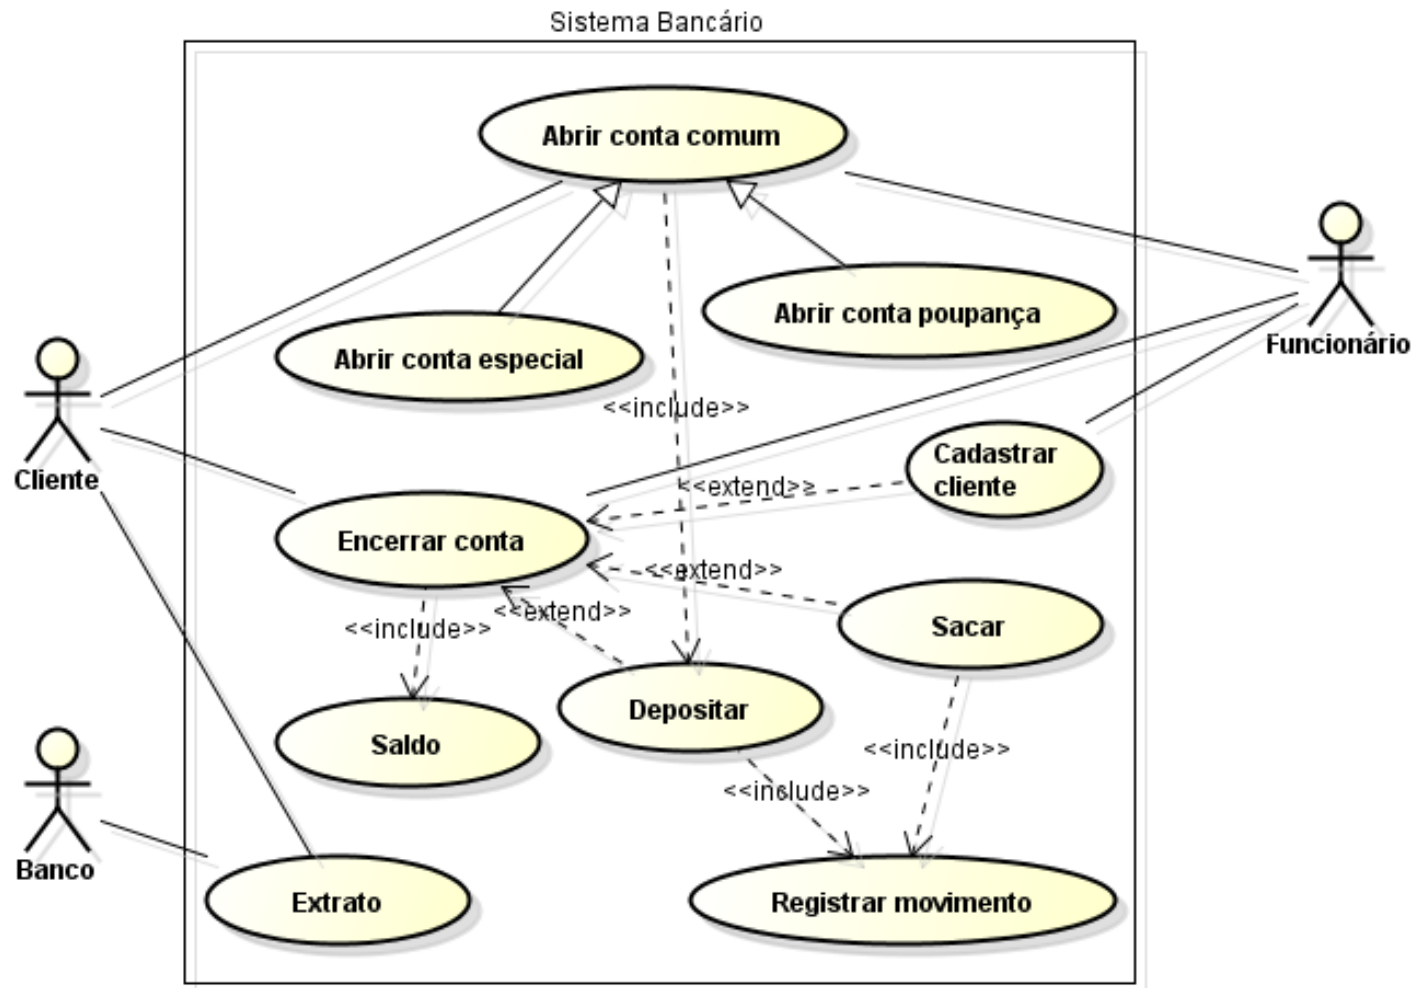 Sistema Bancário
Abrir conta comum
Abrir conta poupança
Funcionário
Abrir conta especial
<<include>>
Cadastrar
cliente
Cliente
<<extend>>
Encerrar conta
<<extend>>
<<extend>>
<<include>>
Sacar
Depositar
Saldo
<<include>>
<<include>>
Banco
Extrato
Registrar movimento